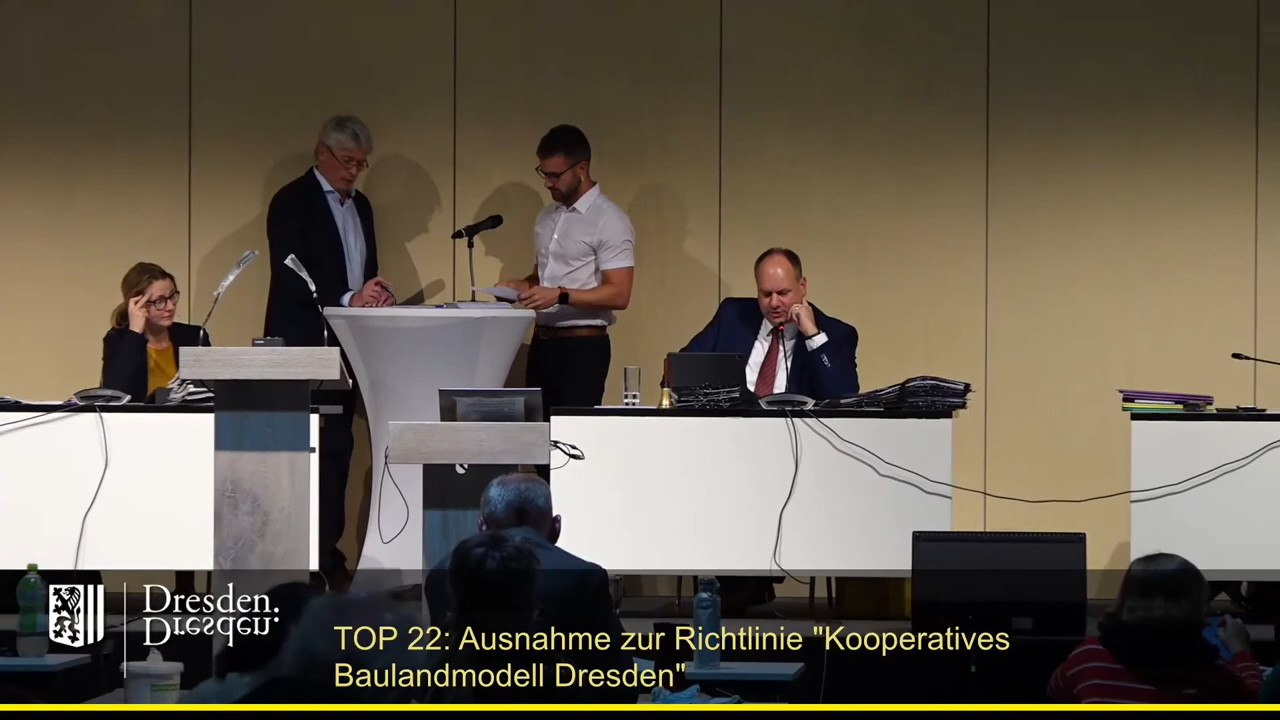 Dresden.
Dresden.
TOP 22: Ausnahme zur Richtlinie "Kooperatives
Baulandmodell Dresden"